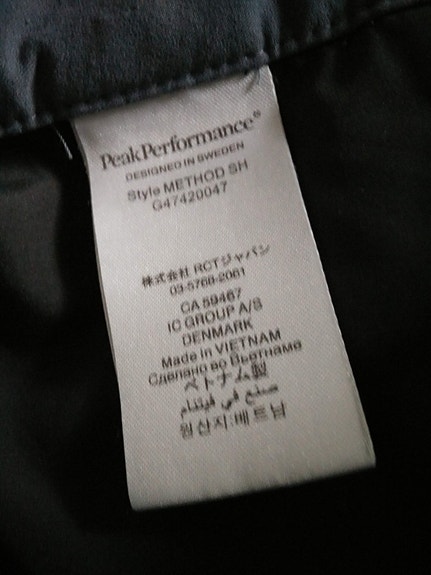 PeakPerformance®
DESIGNED IN SWEDEN
Style METHOD SH
G47420047
株式会社 RCTジャパン
03-5768-2061
CA 59467
IC GROUP A/S
DENMARK
Made in VIETNAM
Сделано во Вьетнаме
ベトナム製
صنع في فيتنام
원산지:베트남